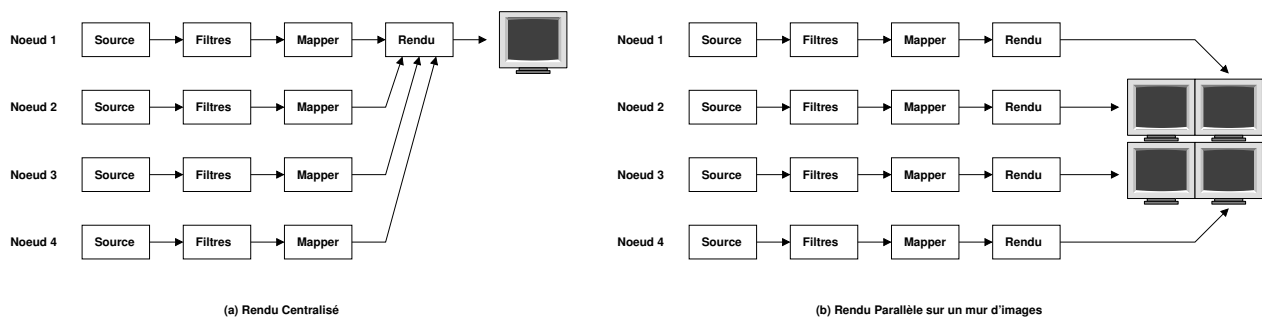 Noeud 1 Source Filtres Mapper Rendu
Noeud 2 Source Filtres Mapper
Noeud 3 Source Filtres Mapper
Noeud 4 Source Filtres Mapper
(a) Rendu Centralisé
Noeud 1 Source Filtres Mapper Rendu
Noeud 2 Source Filtres Mapper Rendu
Noeud 3 Source Filtres Mapper Rendu
Noeud 4 Source Filtres Mapper Rendu
(b) Rendu Parallèle sur un mur d'images